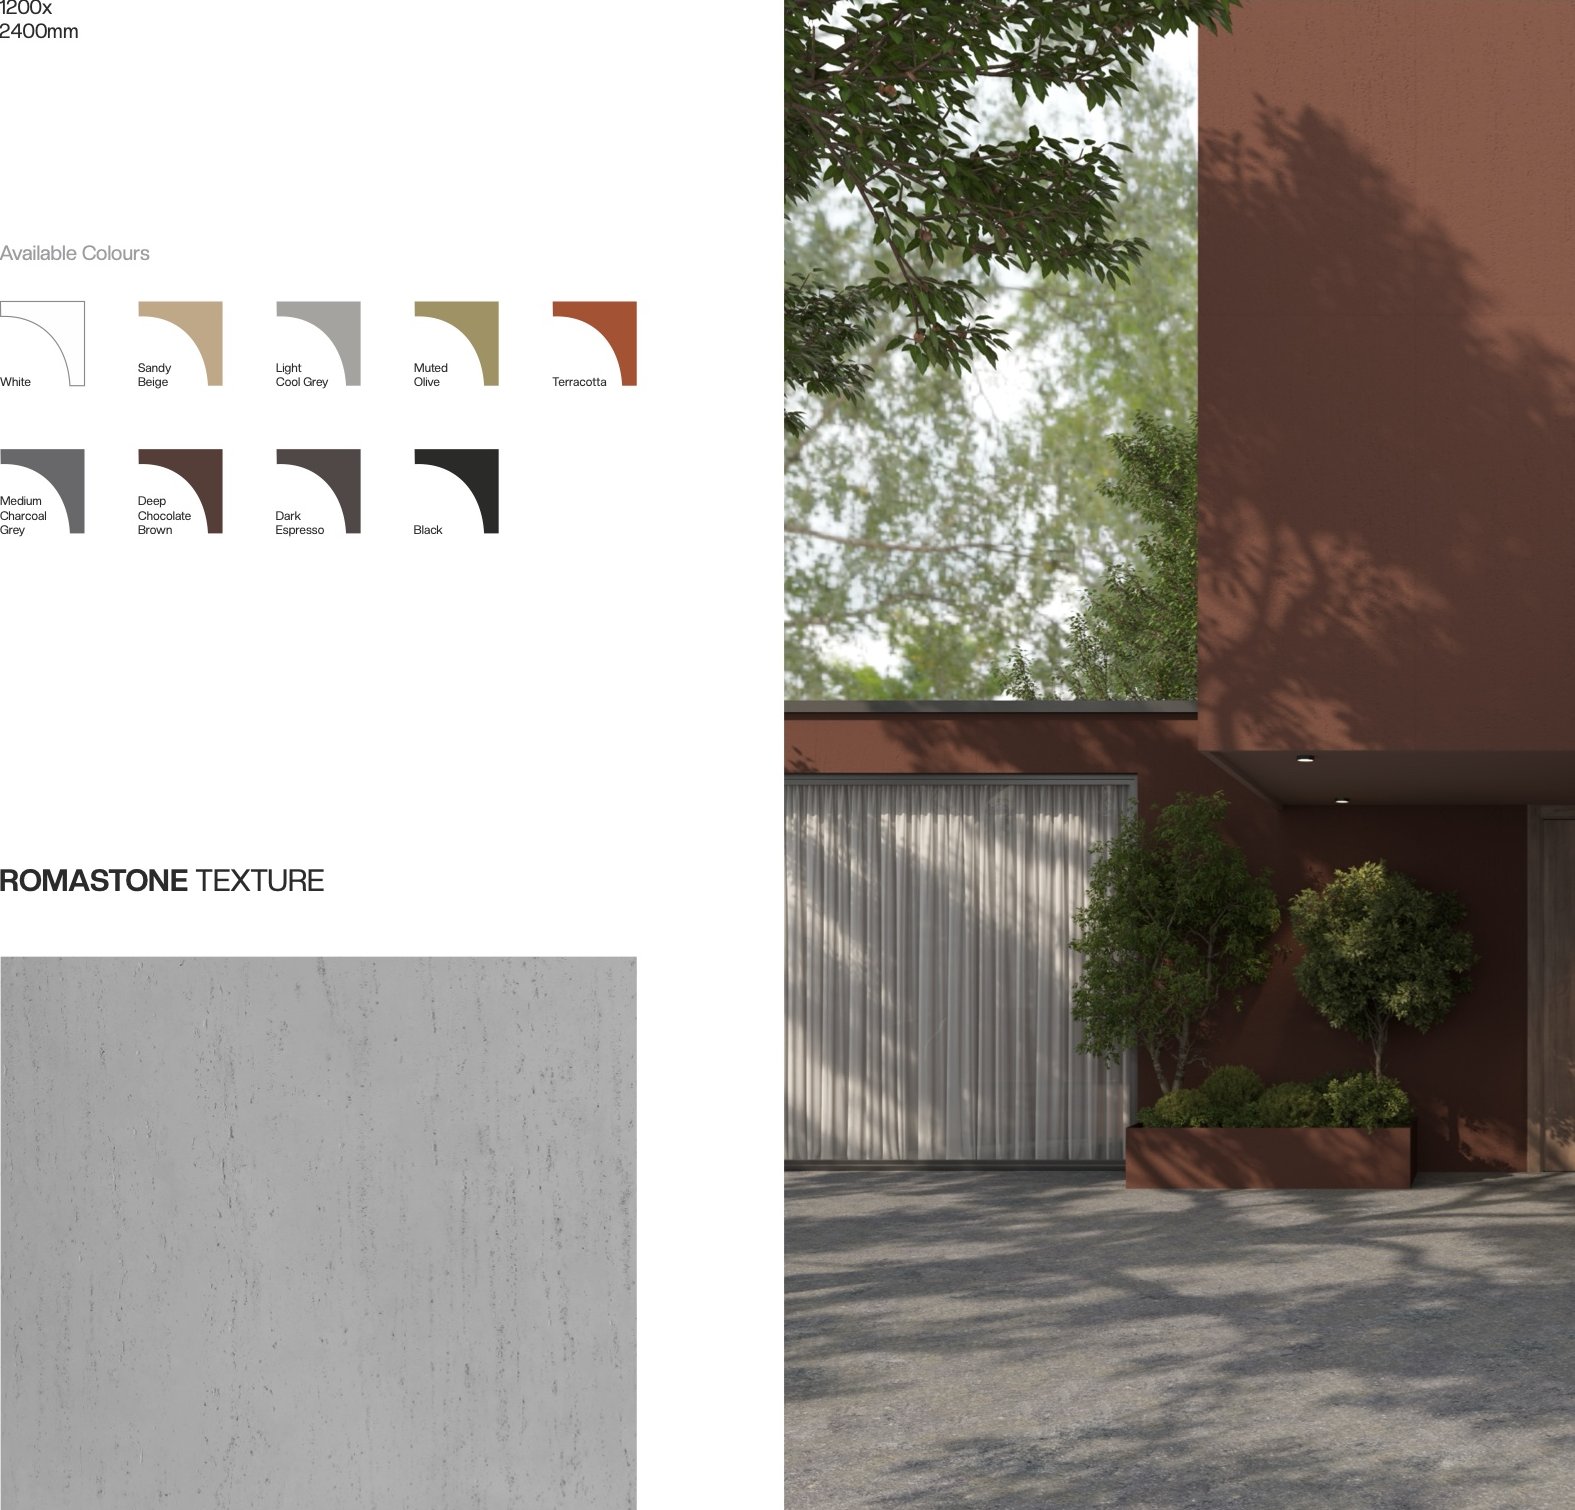 1200x
2400mm
Available Colours
White
Sandy
Beige
Light
Cool Grey
Muted
Olive
Terracotta
Medium
Charcoal
Grey
Deep
Chocolate
Brown
Dark
Espresso
Black
ROMASTONE TEXTURE